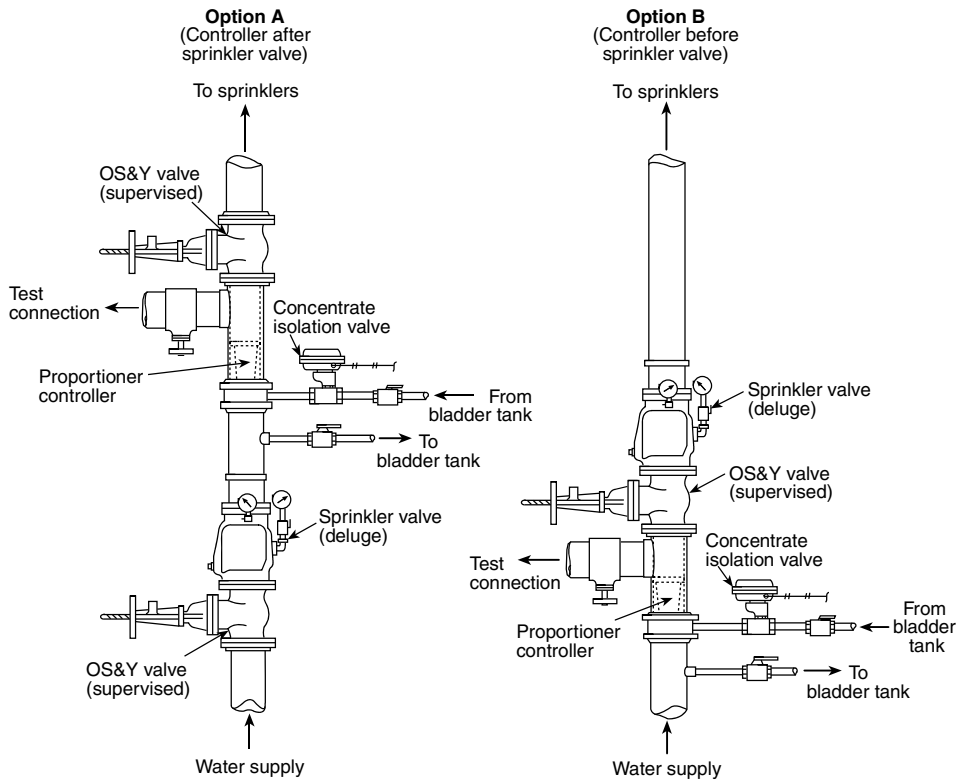 Option A
(Controller after
sprinkler valve)
To sprinklers
OS&Y valve
(supervised)
Test
connection
Concentrate
isolation valve
Proportioner
controller
From
bladder tank
To
bladder tank
Sprinkler valve
(deluge)
OS&Y valve
(supervised)
Water supply
Option B
(Controller before
sprinkler valve)
To sprinklers
Sprinkler valve
(deluge)
OS&Y valve
(supervised)
Test
connection
Concentrate
isolation valve
Proportioner
controller
From
bladder
tank
To
bladder tank
Water supply